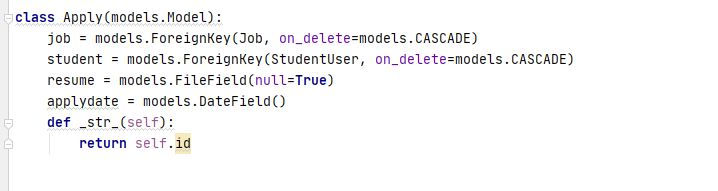 class Apply(models.Model):
    job = models.ForeignKey(Job, on_delete=models.CASCADE)
    student = models.ForeignKey(StudentUser, on_delete=models.CASCADE)
    resume = models.FileField(null=True)
    applydate = models.DateField()
    def _str_(self):
        return self.id